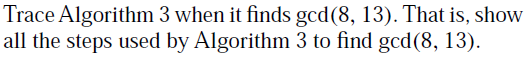 Trace Algorithm 3 when it finds gcd(8, 13). That is, show
all the steps used by Algorithm 3 to find gcd(8, 13).